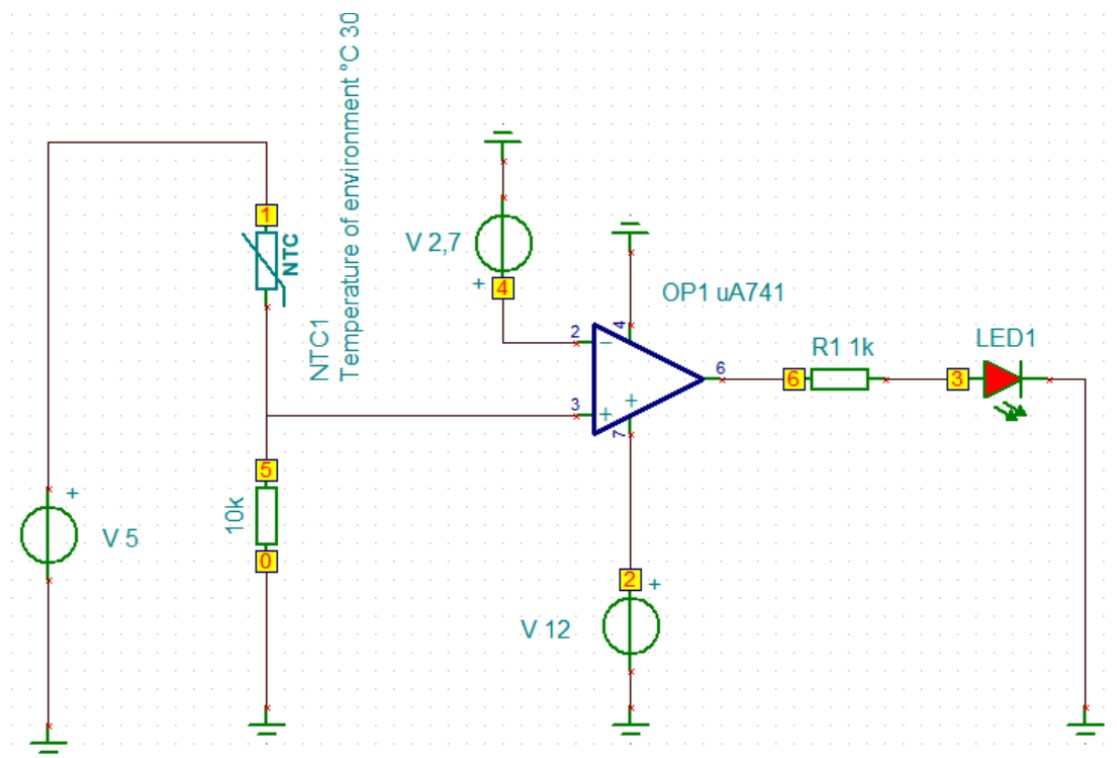 Temperature of environment °C 30
NTC1
NTC
1
V 2,7
+
4
OP1 uA741
2
4
−
3
+
+
7
6
6
R1 1k
3
LED1
5
10k
0
+
V 5
2
+
V 12